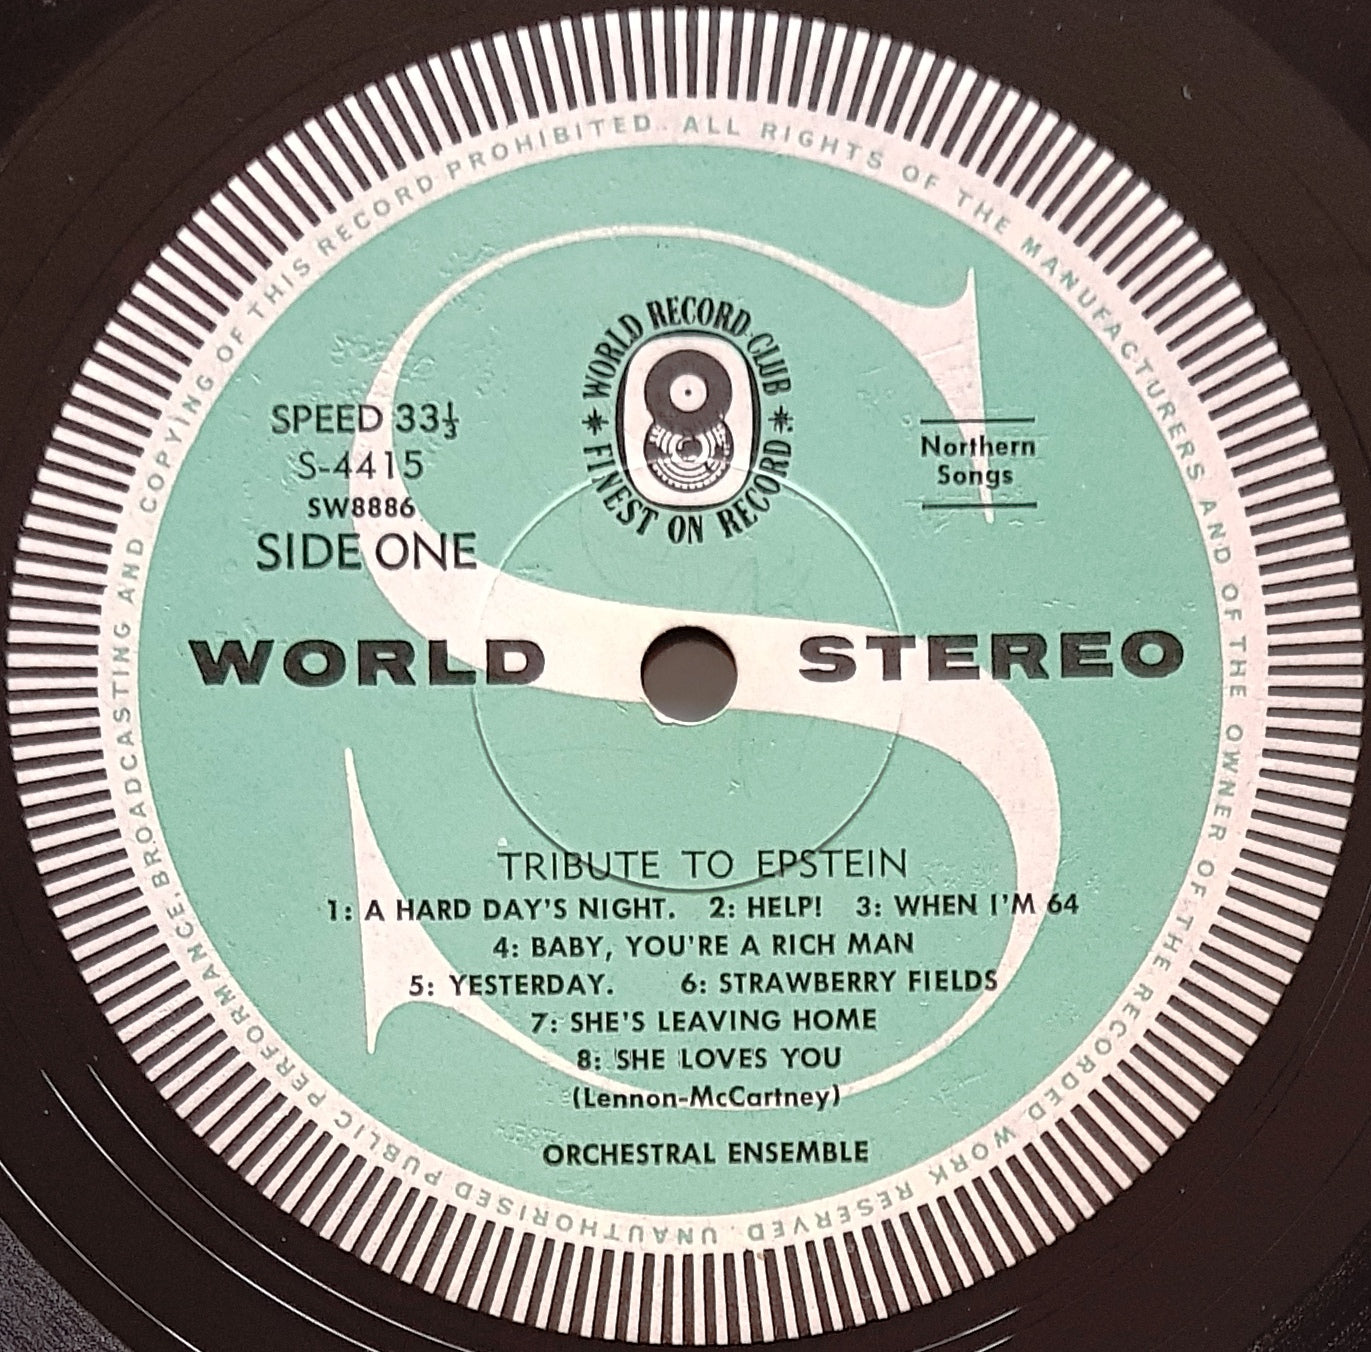 UNAUTHORISED PUBLIC PERFORMANCE, BROADCASTING AND COPYING OF THIS RECORD PROHIBITED. ALL RIGHTS OF THE MANUFACTURERS AND OF THE OWNER OF THE RECORDED WORK RESERVED.
WORLD RECORD CLUB
* FINEST ON RECORD *
SPEED 33⅓
S-4415
SW8886
SIDE ONE
Northern
Songs
WORLD STEREO
TRIBUTE TO EPSTEIN
1: A HARD DAY'S NIGHT. 2: HELP! 3: WHEN I'M 64
4: BABY, YOU'RE A RICH MAN
5: YESTERDAY. 6: STRAWBERRY FIELDS
7: SHE'S LEAVING HOME
8: SHE LOVES YOU
(Lennon-McCartney)
ORCHESTRAL ENSEMBLE